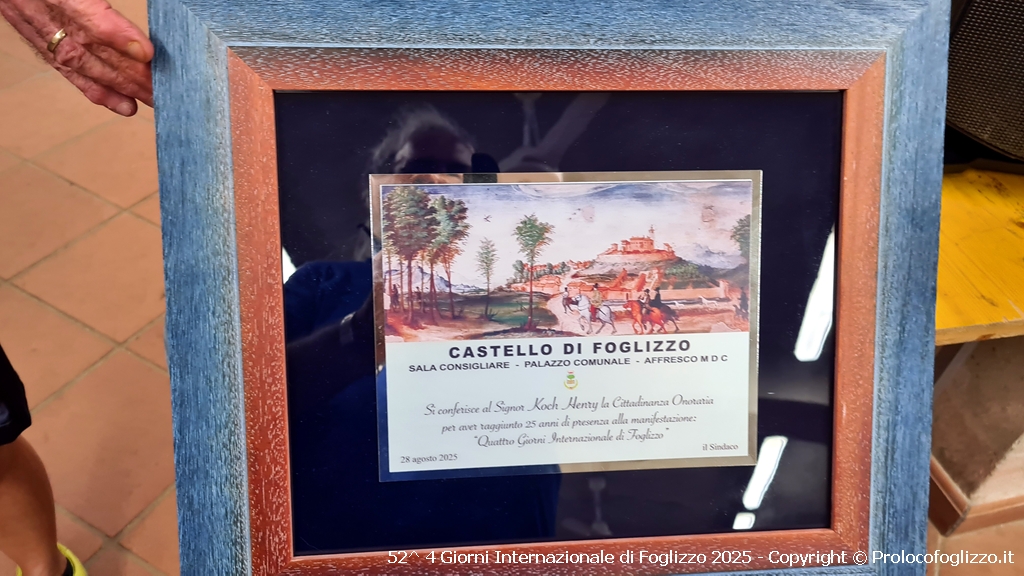 CASTELLO DI FOGLIZZO
SALA CONSIGLIARE - PALAZZO COMUNALE - AFFRESCO M D C
Si conferisce al Signor Koch Henry la Cittadinanza Onoraria
per aver raggiunto 25 anni di presenza alla manifestazione:
"Quattro Giorni Internazionale di Foglizzo"
28 agosto 2025 il Sindaco
52^ 4 Giorni Internazionale di Foglizzo 2025 - Copyright © Prolocofoglizzo.it